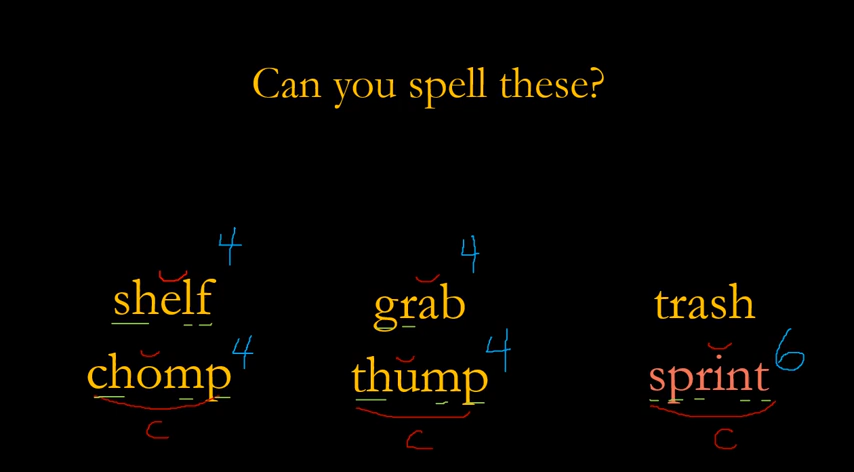 Can you spell these?
4 4
shelf grab trash
4 4 6
chomp thump sprint
c c c